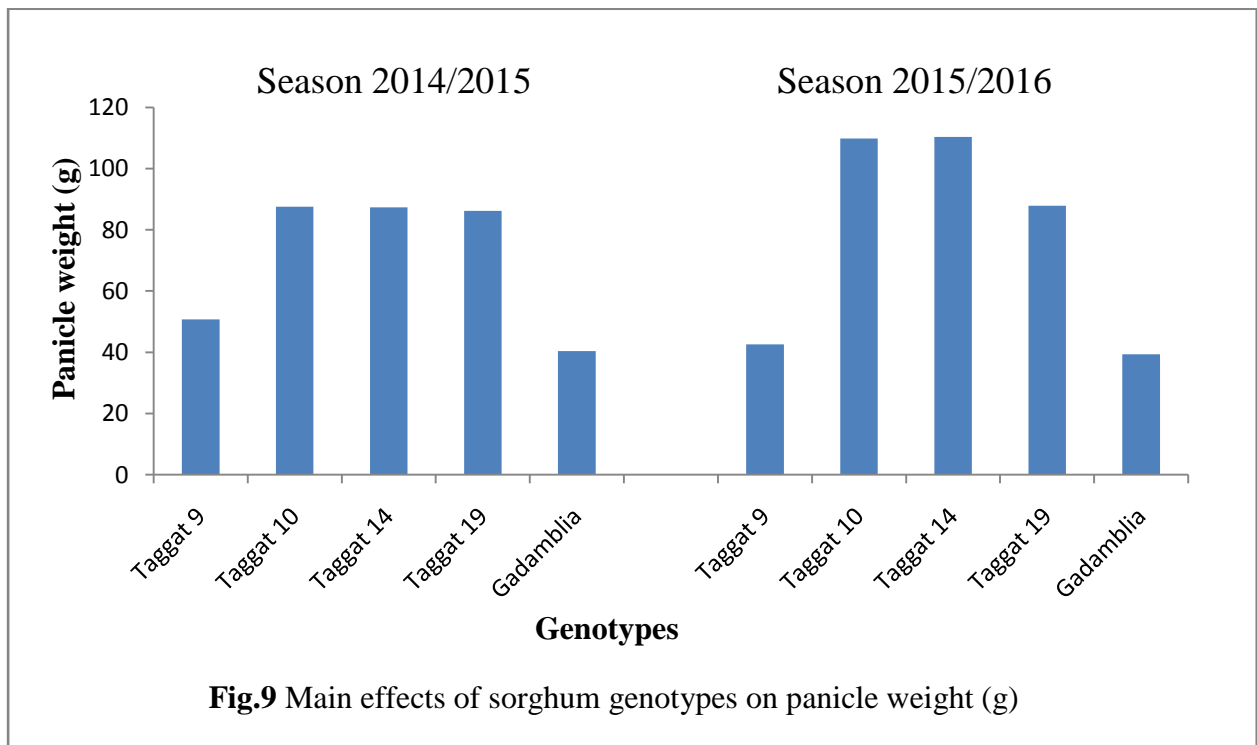 Season 2014/2015
Season 2015/2016
120
100
80
60
40
20
0
Panicle weight (g)
Taggat 9
Taggat 10
Taggat 14
Taggat 19
Gadamblia
Taggat 9
Taggat 10
Taggat 14
Taggat 19
Gadamblia
Genotypes
Fig.9 Main effects of sorghum genotypes on panicle weight (g)